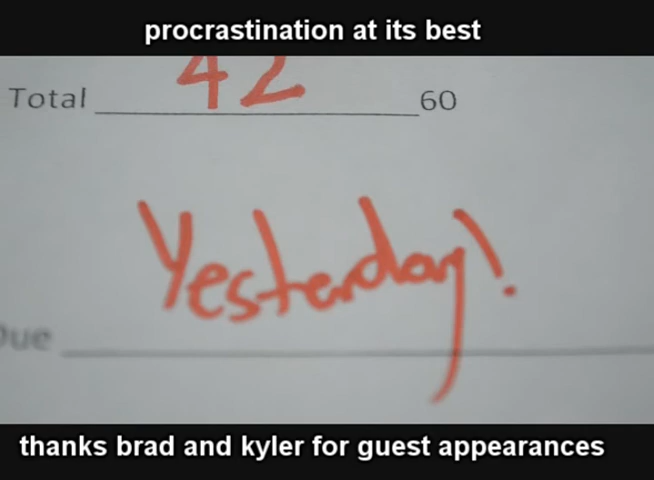 procrastination at its best
42
Total 60
Yesterday!
Due
thanks brad and kyler for guest appearances